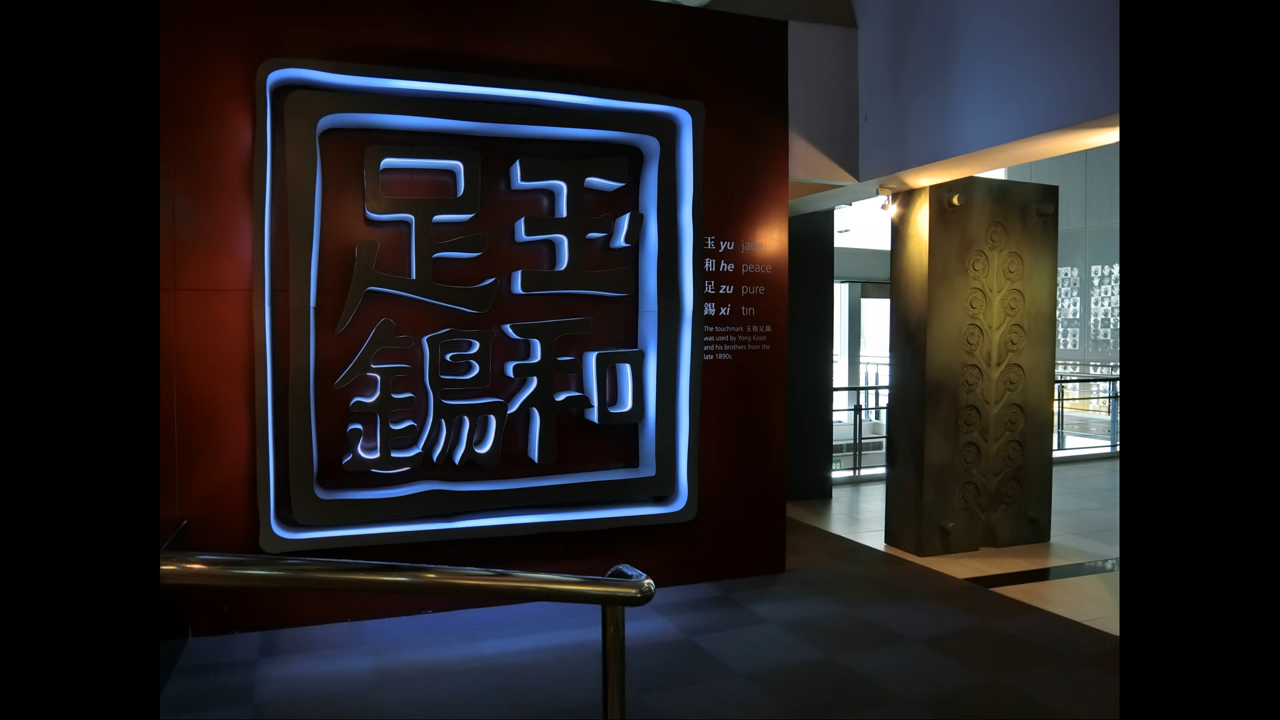 玉和
足錫
玉 yu jade
和 he peace
足 zu pure
錫 xi tin
The touchmark 玉和足錫
was used by Yong Koon
and his brothers from the
late 1890s.